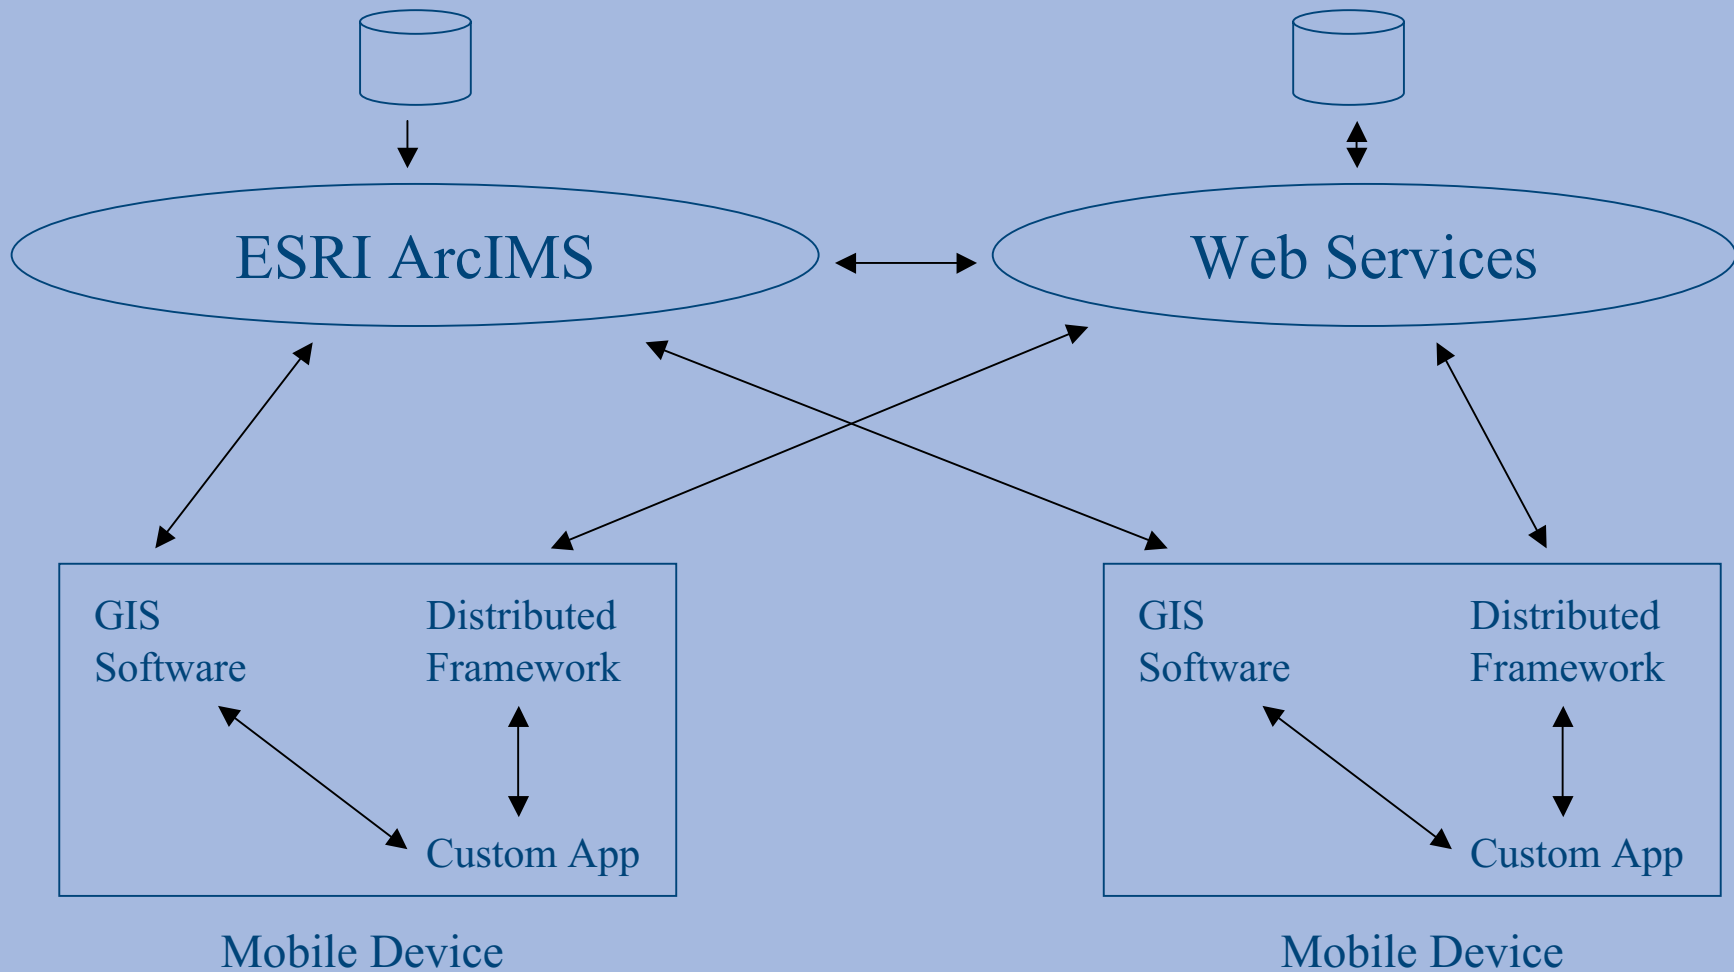 ESRI ArcIMS
Web Services
GIS
Software
Distributed
Framework
Custom App
Mobile Device
GIS
Software
Distributed
Framework
Custom App
Mobile Device